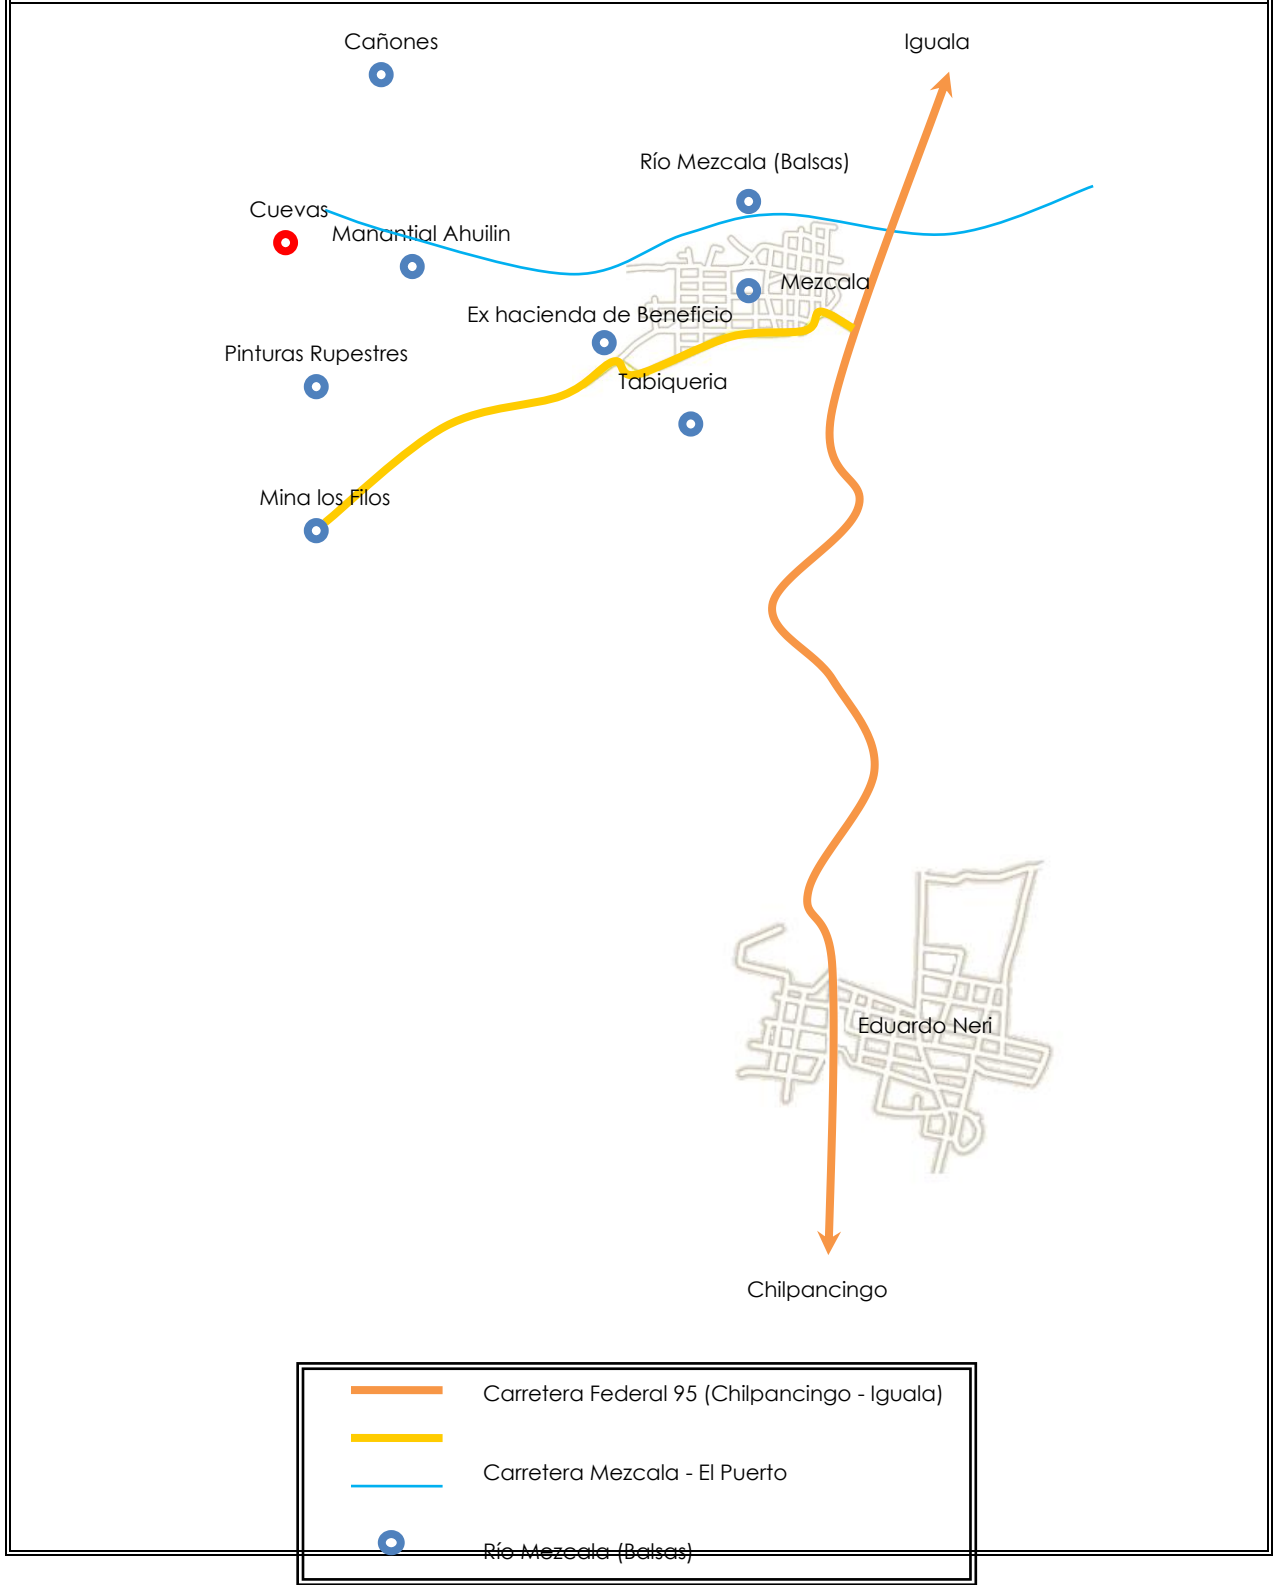 Cañones
Iguala
Río Mezcala (Balsas)
Cuevas
Manantial Ahuilin
Mezcala
Ex hacienda de Beneficio
Pinturas Rupestres
Tabiqueria
Mina los Filos
Eduardo Neri
Chilpancingo
Carretera Federal 95 (Chilpancingo - Iguala)
Carretera Mezcala - El Puerto
Río Mezcala (Balsas)